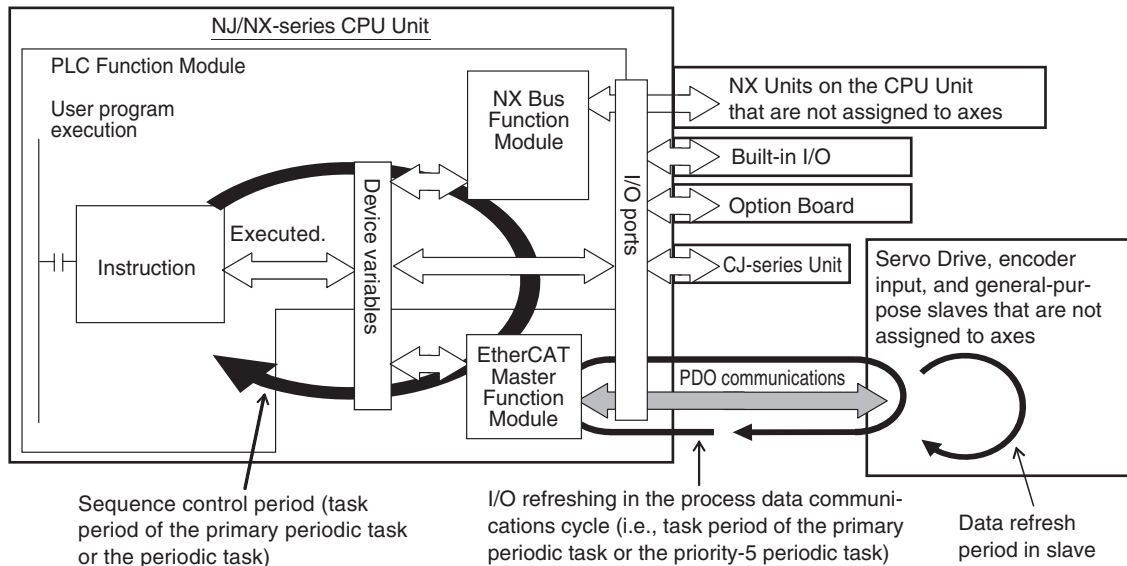 NJ/NX-series CPU Unit
PLC Function Module
User program
execution
Instruction
Executed.
Device variables
NX Bus
Function
Module
EtherCAT
Master
Function
Module
I/O ports
NX Units on the CPU Unit
that are not assigned to axes
Built-in I/O
Option Board
CJ-series Unit
Servo Drive, encoder
input, and general-pur-
pose slaves that are not
assigned to axes
PDO communications
Sequence control period (task
period of the primary periodic task
or the periodic task)
I/O refreshing in the process data communi-
cations cycle (i.e., task period of the primary
periodic task or the priority-5 periodic task)
Data refresh
period in slave